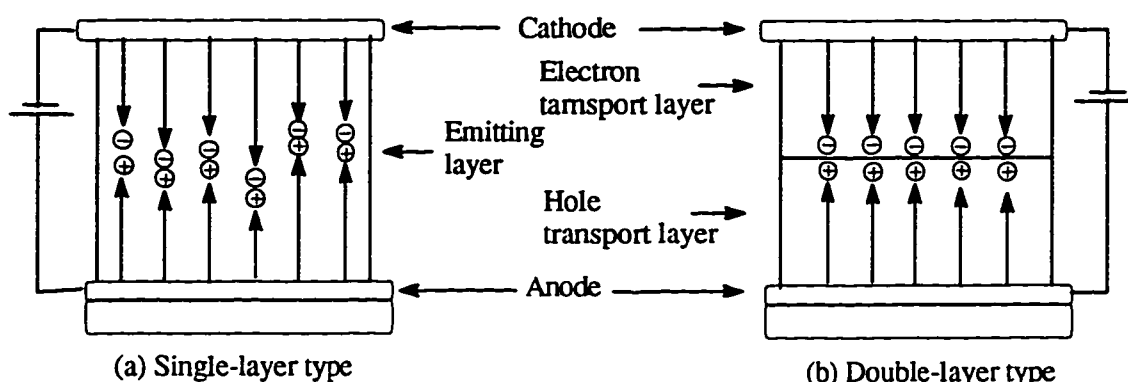 Cathode
Electron
tamsport layer
Emitting
layer
Hole
transport layer
Anode
(a) Single-layer type
(b) Double-layer type